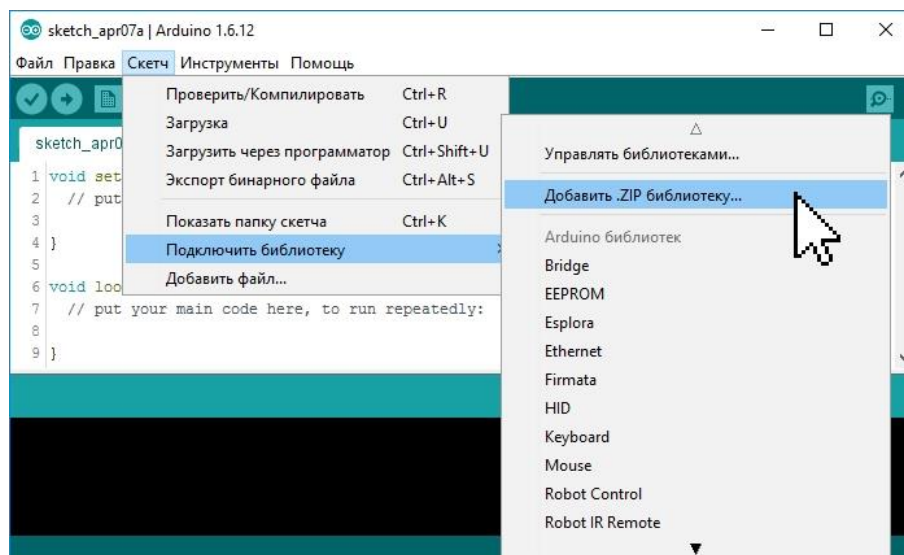 sketch_apr07a | Arduino 1.6.12
Файл Правка Скетч Инструменты Помощь
Проверить/Компилировать Ctrl+R
Загрузка Ctrl+U
Загрузить через программатор Ctrl+Shift+U
Экспорт бинарного файла Ctrl+Alt+S
Показать папку скетча Ctrl+K
Подключить библиотеку
Добавить файл...
Управлять библиотеками...
Добавить .ZIP библиотеку...
Arduino библиотек
Bridge
EEPROM
Esplora
Ethernet
Firmata
HID
Keyboard
Mouse
Robot Control
Robot IR Remote
sketch_apr0
1 void set
2 // put
3
4 }
5
6 void loo
7 // put your main code here, to run repeatedly:
8
9 }